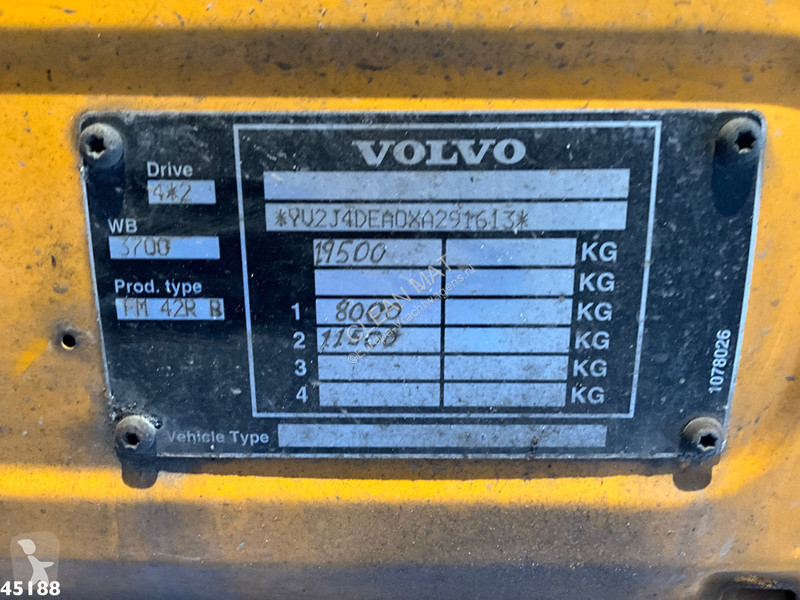 VOLVO
Drive
4*2
*YV2J4DEA0XA291613*
WB
3700
19500 KG
KG
Prod. type
FM 42R B
1 8000 KG
2 11500 KG
3 KG
4 KG
1078026
Vehicle Type
45188